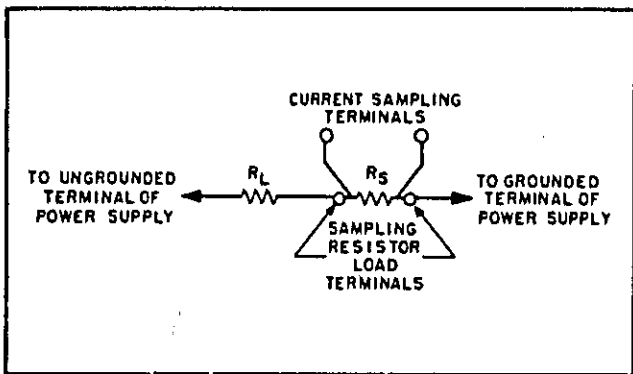 CURRENT SAMPLING
TERMINALS
TO UNGROUNDED
TERMINAL OF
POWER SUPPLY
RL
RS
TO GROUNDED
TERMINAL OF
POWER SUPPLY
SAMPLING
RESISTOR
LOAD
TERMINALS